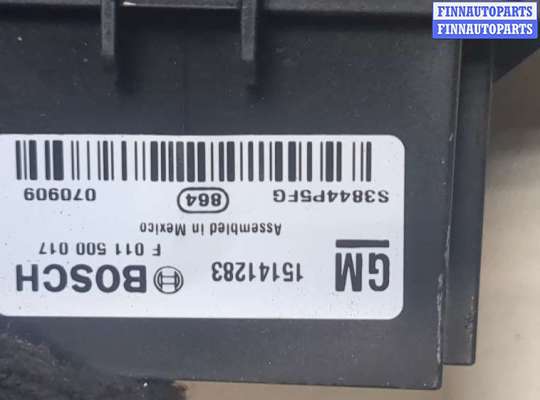 FINNAUTOPARTS
FINNAUTOPARTS
GM 15141283 BOSCH
F 011 500 017
Assembled in Mexico
S3844P5FG 864 070909